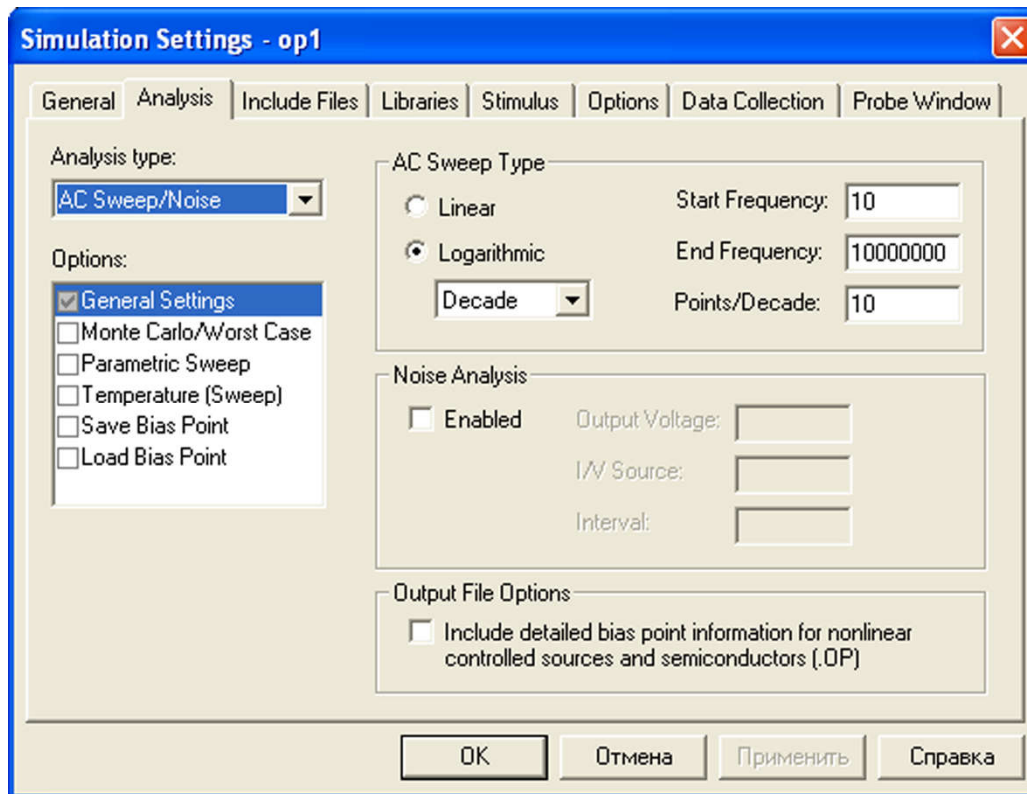 Simulation Settings - op1
General Analysis Include Files Libraries Stimulus Options Data Collection Probe Window
Analysis type:
AC Sweep/Noise
Options:
General Settings
Monte Carlo/Worst Case
Parametric Sweep
Temperature (Sweep)
Save Bias Point
Load Bias Point
AC Sweep Type
Linear
Logarithmic
Decade
Start Frequency: 10
End Frequency: 10000000
Points/Decade: 10
Noise Analysis
Enabled
Output Voltage:
I/V Source:
Interval:
Output File Options
Include detailed bias point information for nonlinear
controlled sources and semiconductors (.OP)
OK Отмена Применить Справка